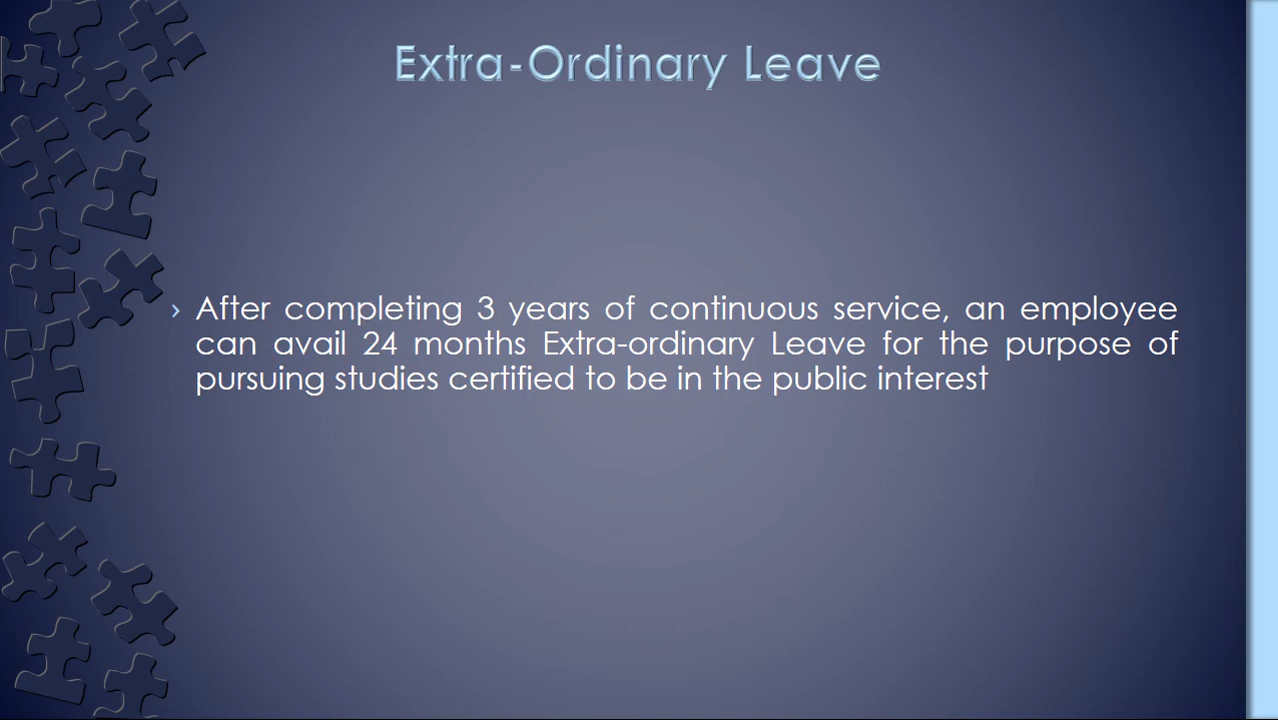 Extra-Ordinary Leave
› After completing 3 years of continuous service, an employee
can avail 24 months Extra-ordinary Leave for the purpose of
pursuing studies certified to be in the public interest